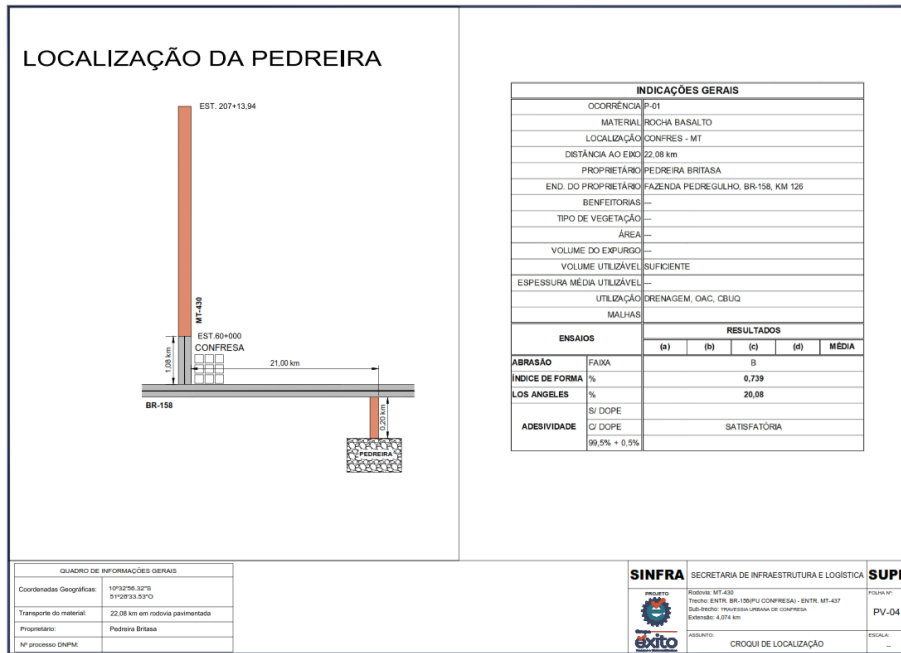 LOCALIZAÇÃO DA PEDREIRA
EST. 207+13,94
MT-430
EST.60+000
CONFRESA
1,08 km
21,00 km
BR-158
0,20 km
PEDREIRA
INDICAÇÕES GERAIS
OCORRÊNCIA P-01
MATERIAL ROCHA BASALTO
LOCALIZAÇÃO CONFRES - MT
DISTÂNCIA AO EIXO 22,08 km
PROPRIETÁRIO PEDREIRA BRITASA
END. DO PROPRIETÁRIO FAZENDA PEDREGULHO, BR-158, KM 126
BENFEITORIAS ---
TIPO DE VEGETAÇÃO ---
ÁREA ---
VOLUME DO EXPURGO ---
VOLUME UTILIZÁVEL SUFICIENTE
ESPESSURA MÉDIA UTILIZÁVEL ---
UTILIZAÇÃO DRENAGEM, OAC, CBUQ
MALHAS
ENSAIOS RESULTADOS
(a) (b) (c) (d) MÉDIA
ABRASÃO FAIXA B
ÍNDICE DE FORMA % 0,739
LOS ANGELES % 20,08
ADESIVIDADE
S/ DOPE
C/ DOPE SATISFATÓRIA
99,5% + 0,5%
QUADRO DE INFORMAÇÕES GERAIS
Coordenadas Geográficas: 10º32'56.32"S
51º28'33.53"O
Transporte do material: 22,08 km em rodovia pavimentada
Proprietário: Pedreira Britasa
Nº processo DNPM:
SINFRA SECRETARIA DE INFRAESTRUTURA E LOGÍSTICA SUPI
PROJETO
Rodovia: MT-430
Trecho: ENTR. BR-158(PU CONFRESA) - ENTR. MT-437
Sub-trecho: TRAVESSIA URBANA DE CONFRESA
Extensão: 4,074 km
FOLHA Nº:
PV-04
Grupo
êxito
ASSUNTO:
CROQUI DE LOCALIZAÇÃO
ESCALA:
--